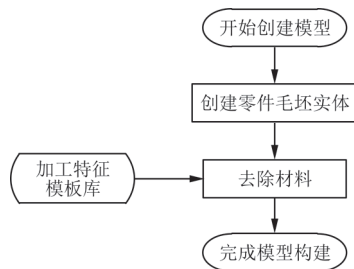 开始创建模型
创建零件毛坯实体
加工特征
模板库
去除材料
完成模型构建